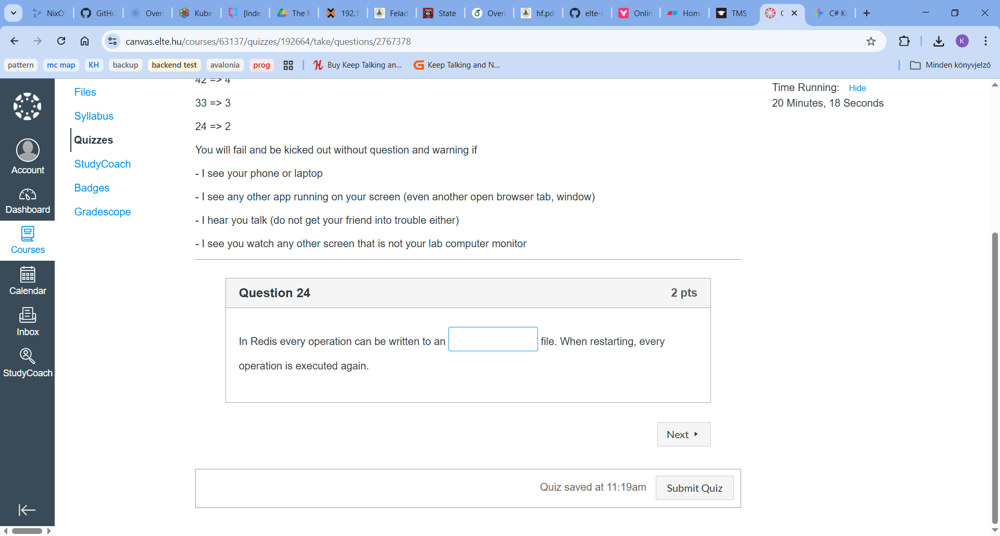 NixO
GitHu
Over
Kube
[Inde
The M
192.1
Felad
State
Overl
hf.pd
elte-i
Onlin
Home
TMS
C# Ko
canvas.elte.hu/courses/63137/quizzes/192664/take/questions/2767378
K
pattern
mc map
KH
backup
backend test
avalonia
prog
Buy Keep Talking an...
Keep Talking and N...
Minden könyvjelző
Account
Dashboard
Courses
Calendar
Inbox
StudyCoach
Files
Syllabus
Quizzes
StudyCoach
Badges
Gradescope
42 => 4
33 => 3
24 => 2
You will fail and be kicked out without question and warning if
- I see your phone or laptop
- I see any other app running on your screen (even another open browser tab, window)
- I hear you talk (do not get your friend into trouble either)
- I see you watch any other screen that is not your lab computer monitor
Time Running: Hide
20 Minutes, 18 Seconds
Question 24 2 pts
In Redis every operation can be written to an file. When restarting, every
operation is executed again.
Next
Quiz saved at 11:19am Submit Quiz